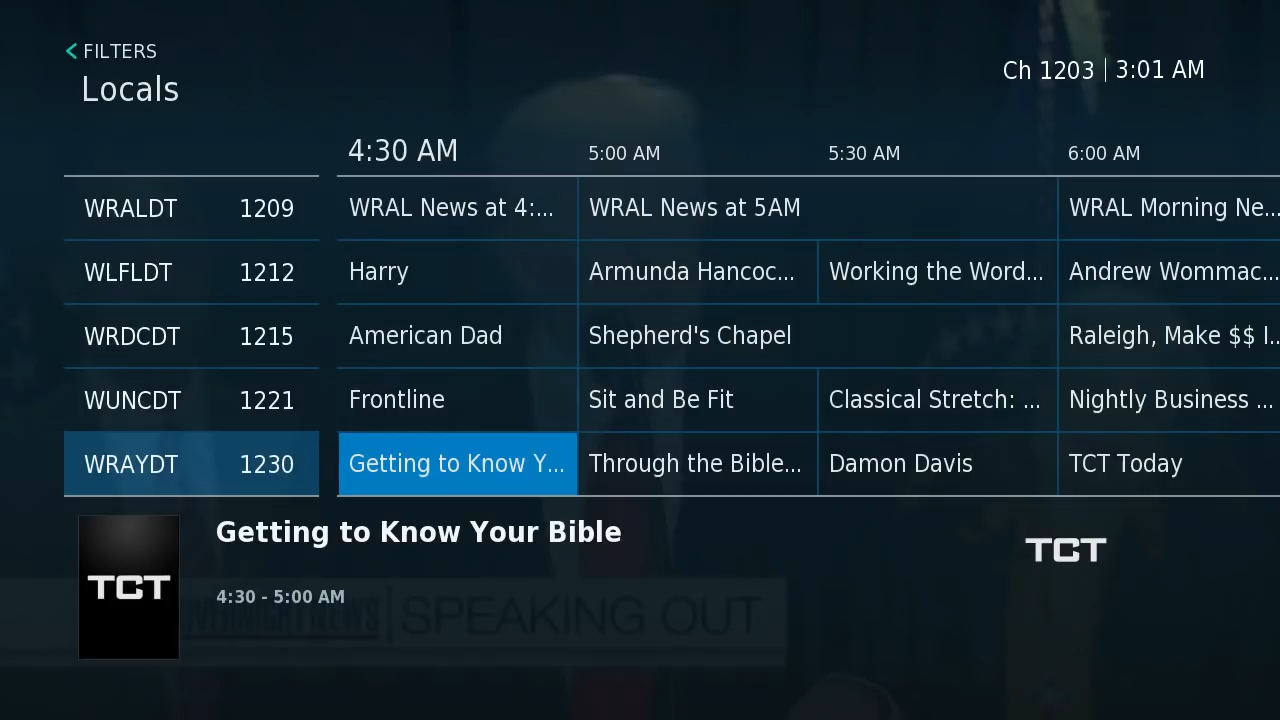 FILTERS
Locals
Ch 1203 | 3:01 AM
4:30 AM 5:00 AM 5:30 AM 6:00 AM
WRALDT 1209 WRAL News at 4:... WRAL News at 5AM WRAL Morning Ne...
WLFLDT 1212 Harry Armunda Hancoc... Working the Word... Andrew Wommac...
WRDCDT 1215 American Dad Shepherd's Chapel Raleigh, Make $$ I...
WUNCDT 1221 Frontline Sit and Be Fit Classical Stretch: ... Nightly Business ...
WRAYDT 1230 Getting to Know Y... Through the Bible... Damon Davis TCT Today
Getting to Know Your Bible
TCT
TCT
4:30 - 5:00 AM
OVERNIGHT NEWS SPEAKING OUT